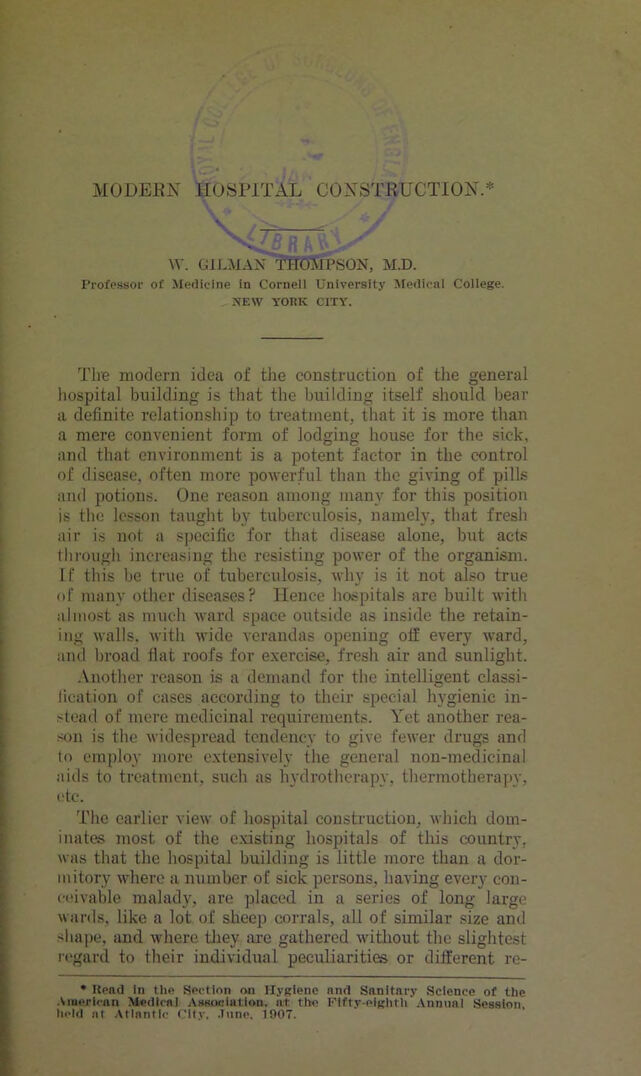 ROYAL COLLEGE OF SURGEONS OF ENGLAND
LIBRARY
MODERN HOSPITAL CONSTRUCTION.*
W. GILMAN THOMPSON, M.D.
Professor of Medicine in Cornell University Medical College.
NEW YORK CITY.
The modern idea of the construction of the general
hospital building is that the building itself should bear
a definite relationship to treatment, that it is more than
a mere convenient form of lodging house for the sick,
and that environment is a potent factor in the control
of disease, often more powerful than the giving of pills
and potions. One reason among many for this position
is the lesson taught by tuberculosis, namely, that fresh
air is not a specific for that disease alone, but acts
through increasing the resisting power of the organism.
If this be true of tuberculosis, why is it not also true
of many other diseases? Hence hospitals are built with
almost as much ward space outside as inside the retain-
ing walls, with wide verandas opening off every ward,
and broad flat roofs for exercise, fresh air and sunlight.
Another reason is a demand for the intelligent classi-
fication of cases according to their special hygienic in-
stead of mere medicinal requirements. Yet another rea-
son is the widespread tendency to give fewer drugs and
to employ more extensively the general non-medicinal
aids to treatment, such as hydrotherapy, thermotherapy,
etc.
The earlier view of hospital construction, which dom-
inates most of the existing hospitals of this country,
was that the hospital building is little more than a dor-
mitory where a number of sick persons, having every con-
ceivable malady, are placed in a series of long large
wards, like a lot of sheep corrals, all of similar size and
shape, and where they are gathered without the slightest
regard to their individual peculiarities or different re-
* Read in the Section on Hygiene and Sanitary Science of the
American Medical Association, at the Fifty-eighth Annual Session,
held at Atlantic City, June, 1907.